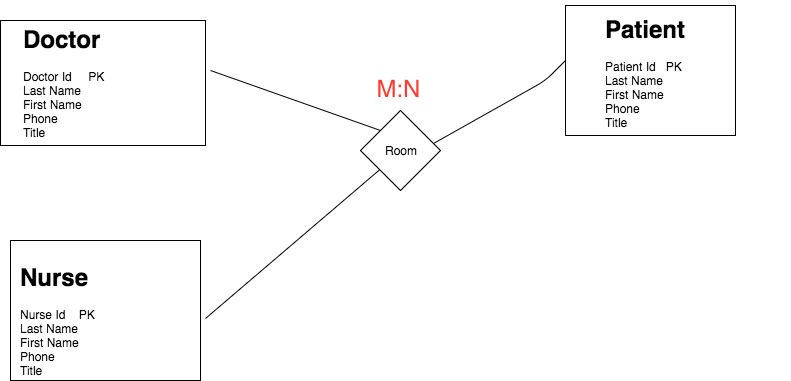 Doctor
Doctor Id PK
Last Name
First Name
Phone
Title
Patient
Patient Id PK
Last Name
First Name
Phone
Title
M:N
Room
Nurse
Nurse Id PK
Last Name
First Name
Phone
Title